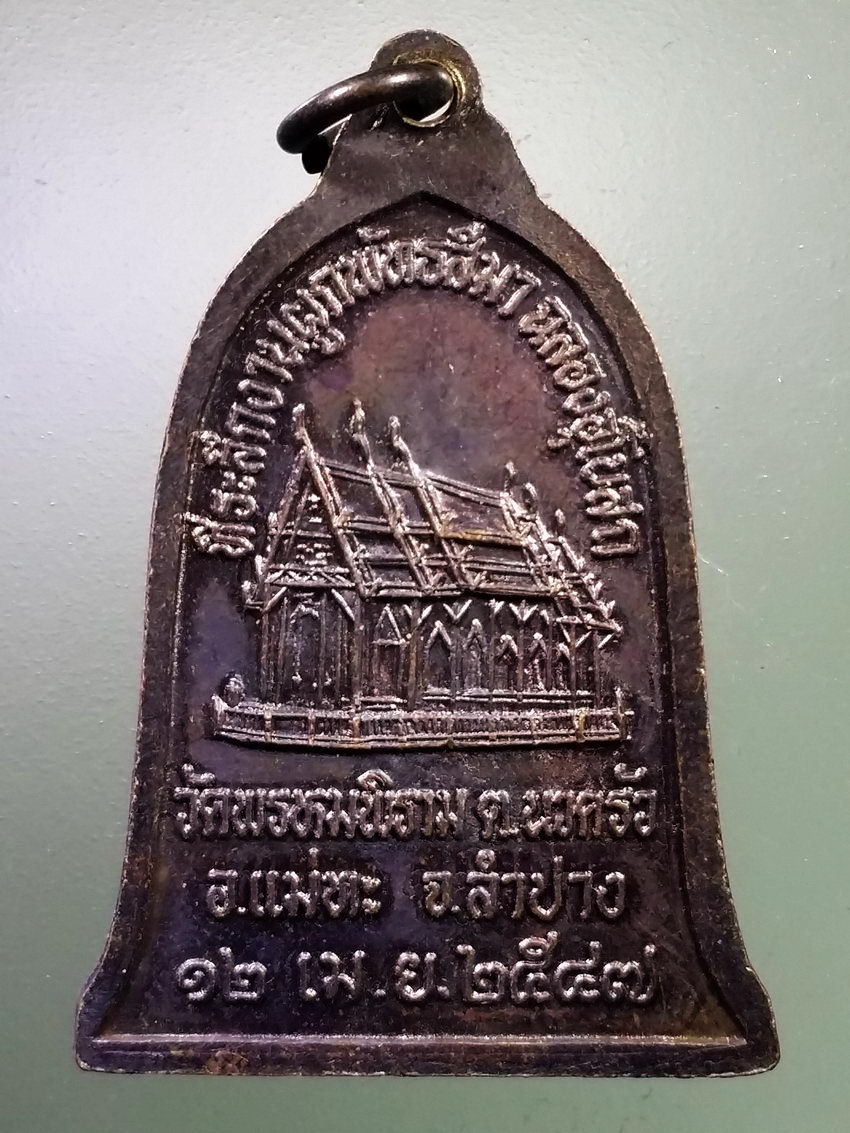 ที่ระลึกงานผูกพัทธสีมา ฉลองอุโบสถ
วัดพรหมนิราม ต.นาครัว
อ.แม่ทะ จ.ลำปาง
๑๒ เม.ย.๒๕๔๗